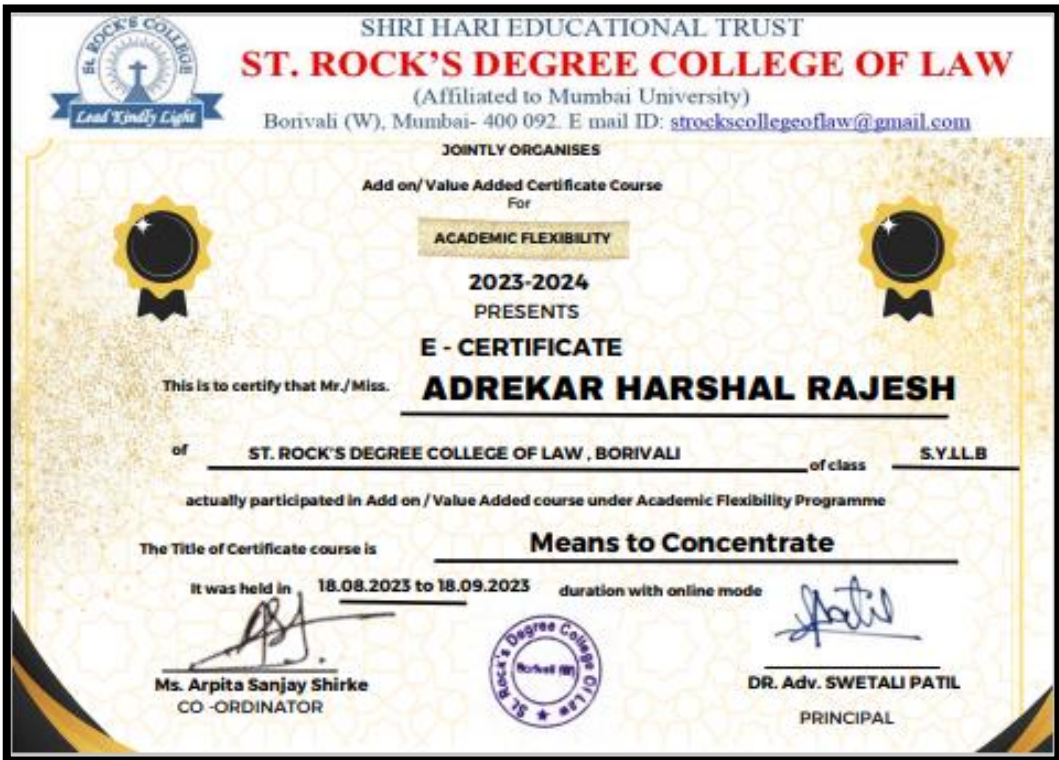 SHRI HARI EDUCATIONAL TRUST
ST. ROCK'S COLLEGE
Lead Kindly Light
ST. ROCK'S DEGREE COLLEGE OF LAW
(Affiliated to Mumbai University)
Borivali (W), Mumbai- 400 092. E mail ID: strockscollegeoflaw@gmail.com
JOINTLY ORGANISES
Add on/ Value Added Certificate Course
For
ACADEMIC FLEXIBILITY
2023-2024
PRESENTS
E - CERTIFICATE
This is to certify that Mr./Miss. ADREKAR HARSHAL RAJESH
of ST. ROCK'S DEGREE COLLEGE OF LAW , BORIVALI of class S.Y.LL.B
actually participated in Add on / Value Added course under Academic Flexibility Programme
The Title of Certificate course is Means to Concentrate
It was held in 18.08.2023 to 18.09.2023 duration with online mode
St. Rock's Degree College Of Law
Borivali (W)
Ms. Arpita Sanjay Shirke
CO -ORDINATOR
DR. Adv. SWETALI PATIL
PRINCIPAL